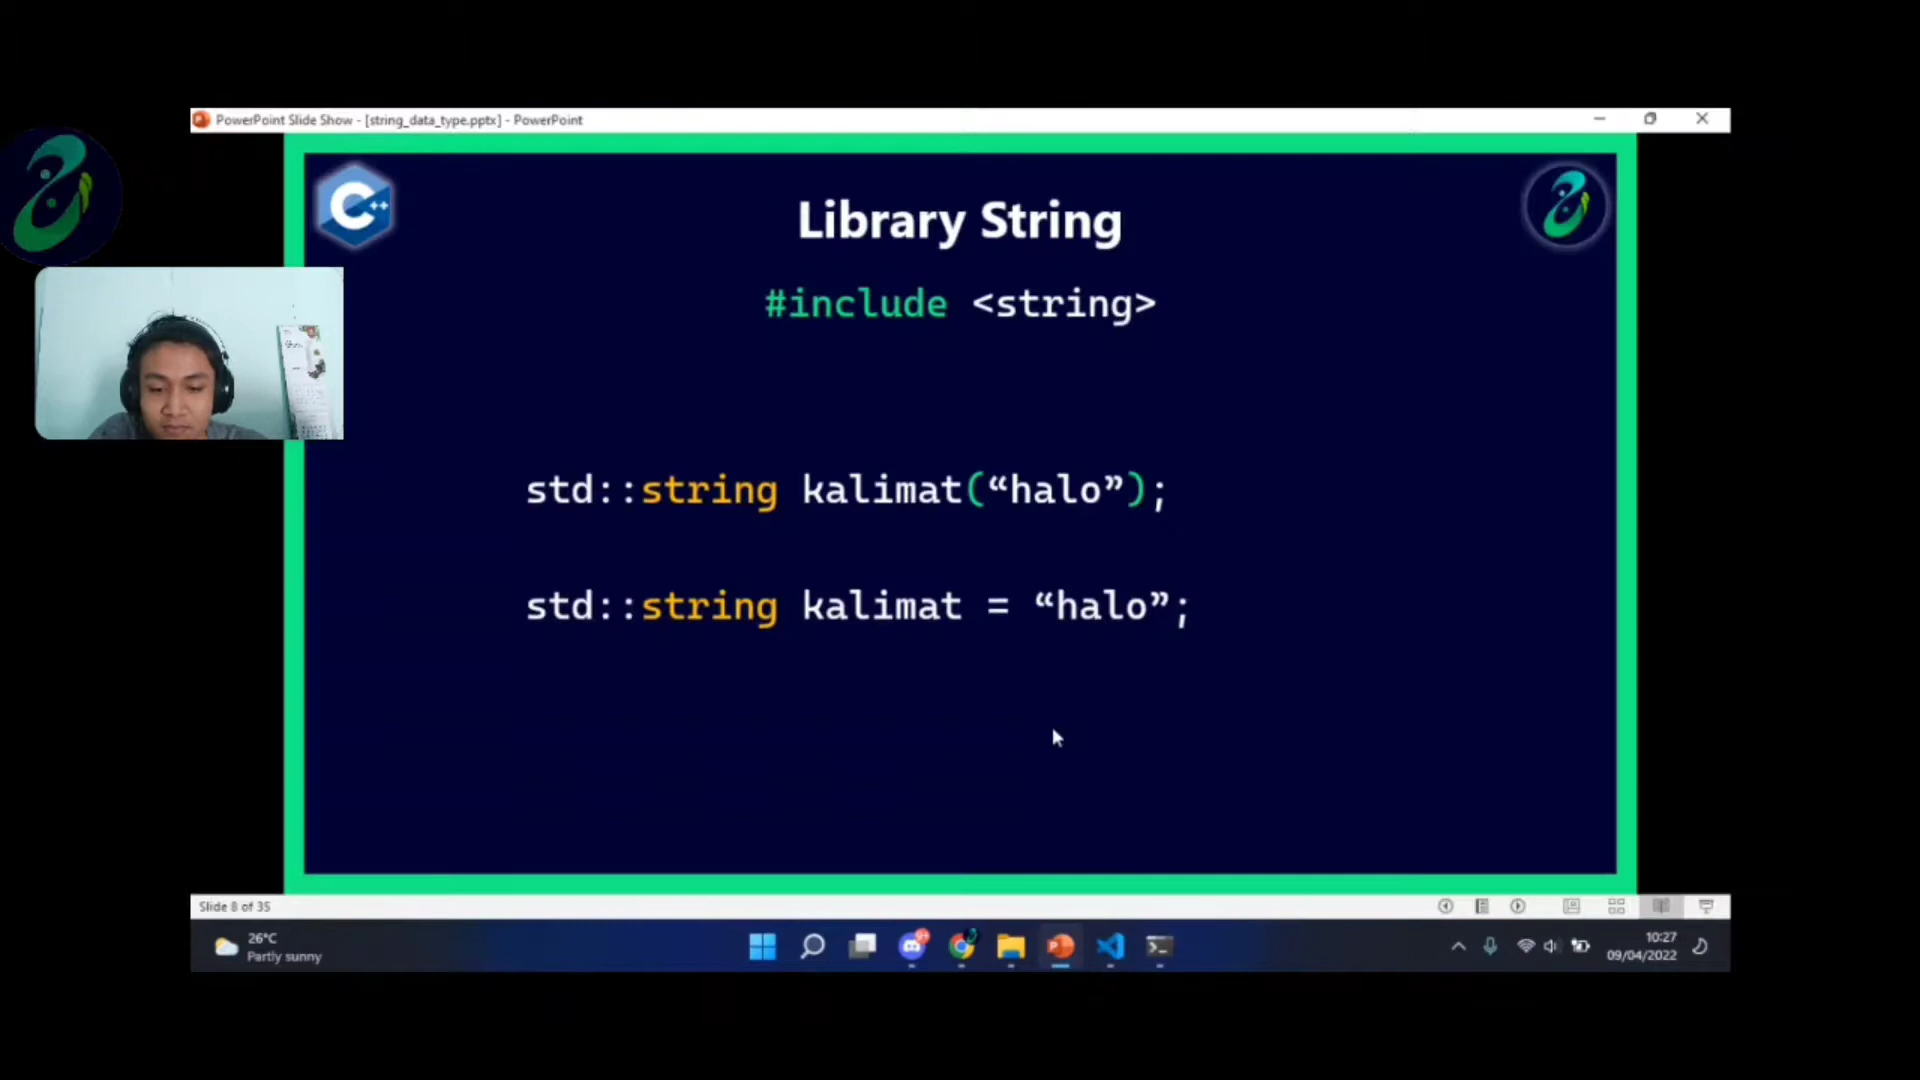 PowerPoint Slide Show - [string_data_type.pptx] - PowerPoint
C++
Library String
#include <string>
std::string kalimat(“halo”);
std::string kalimat = “halo”;
Slide 8 of 35
26°C
Partly sunny
9+
10:27
09/04/2022